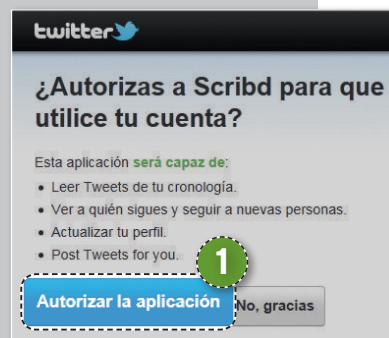 twitter
¿Autorizas a Scribd para que
utilice tu cuenta?
Esta aplicación será capaz de:
• Leer Tweets de tu cronología.
• Ver a quién sigues y seguir a nuevas personas.
• Actualizar tu perfil.
• Post Tweets for you.
1
Autorizar la aplicación
No, gracias